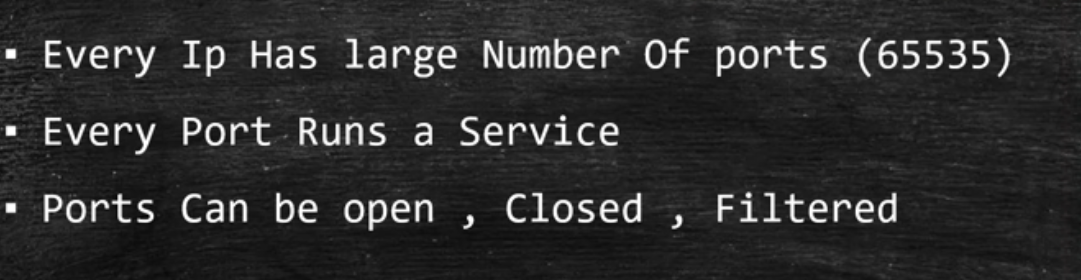 ▪ Every Ip Has large Number Of ports (65535)
▪ Every Port Runs a Service
▪ Ports Can be open , Closed , Filtered